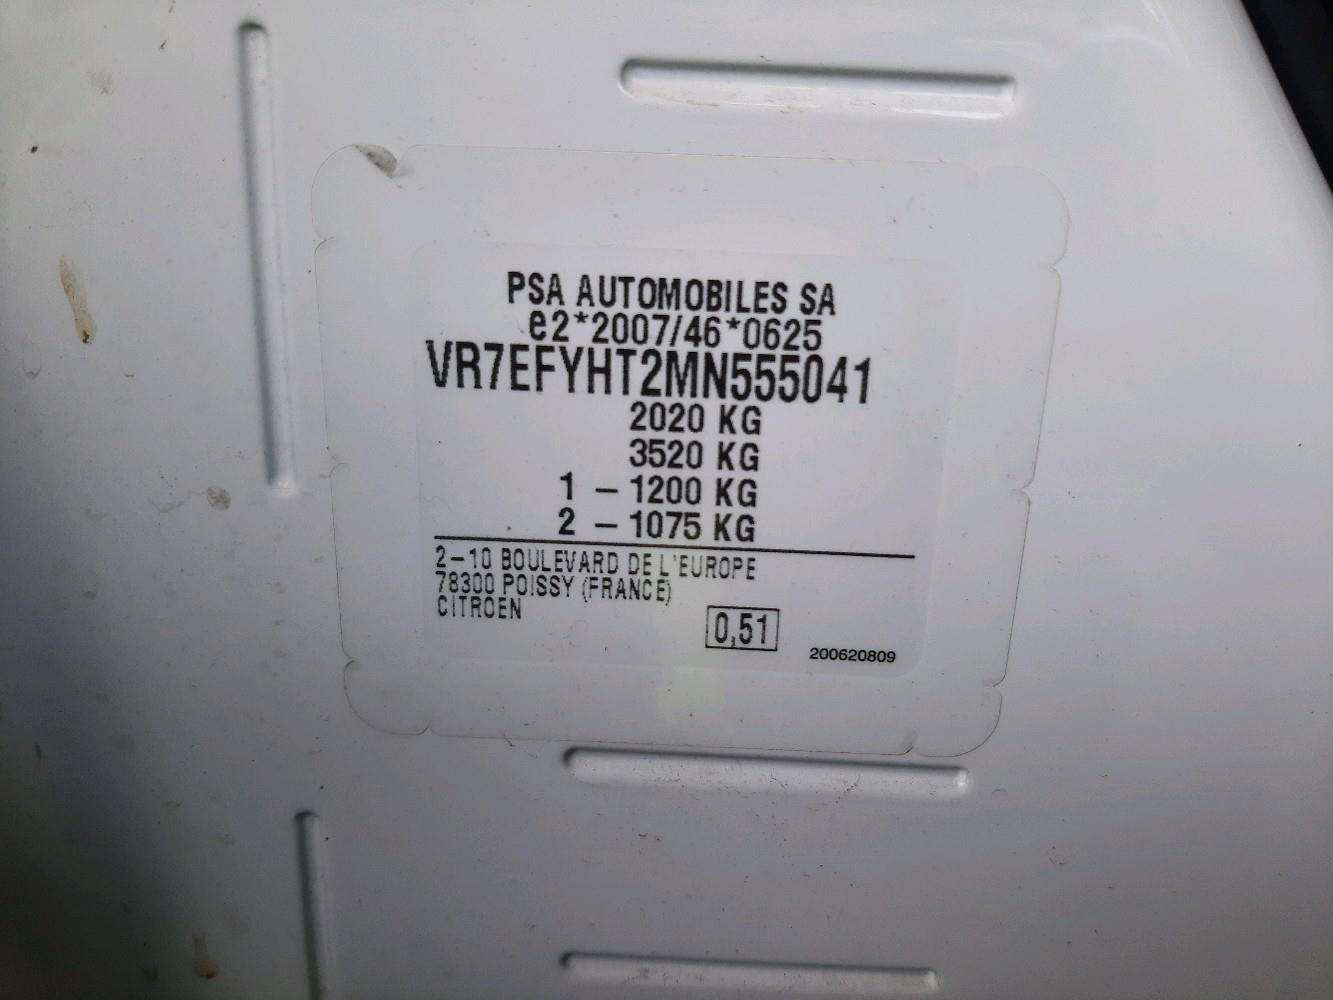 PSA AUTOMOBILES SA
e2*2007/46*0625
VR7EFYHT2MN555041
2020 KG
3520 KG
1 – 1200 KG
2 – 1075 KG
2–10 BOULEVARD DE L'EUROPE
78300 POISSY (FRANCE)
CITROEN
0,51
200620809